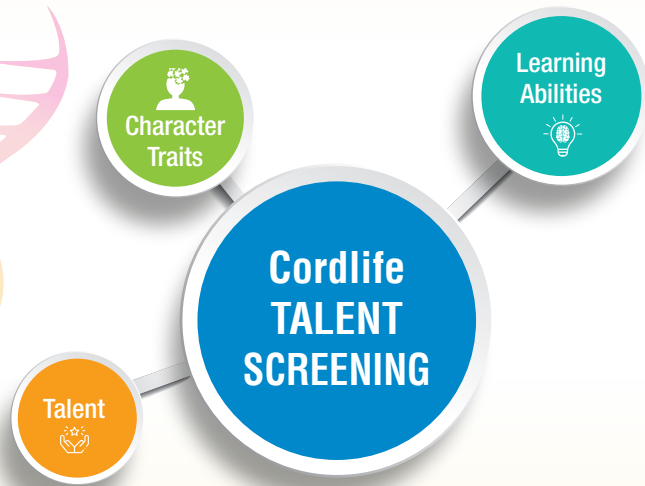 Learning
Abilities
Character
Traits
Cordlife
TALENT
SCREENING
Talent